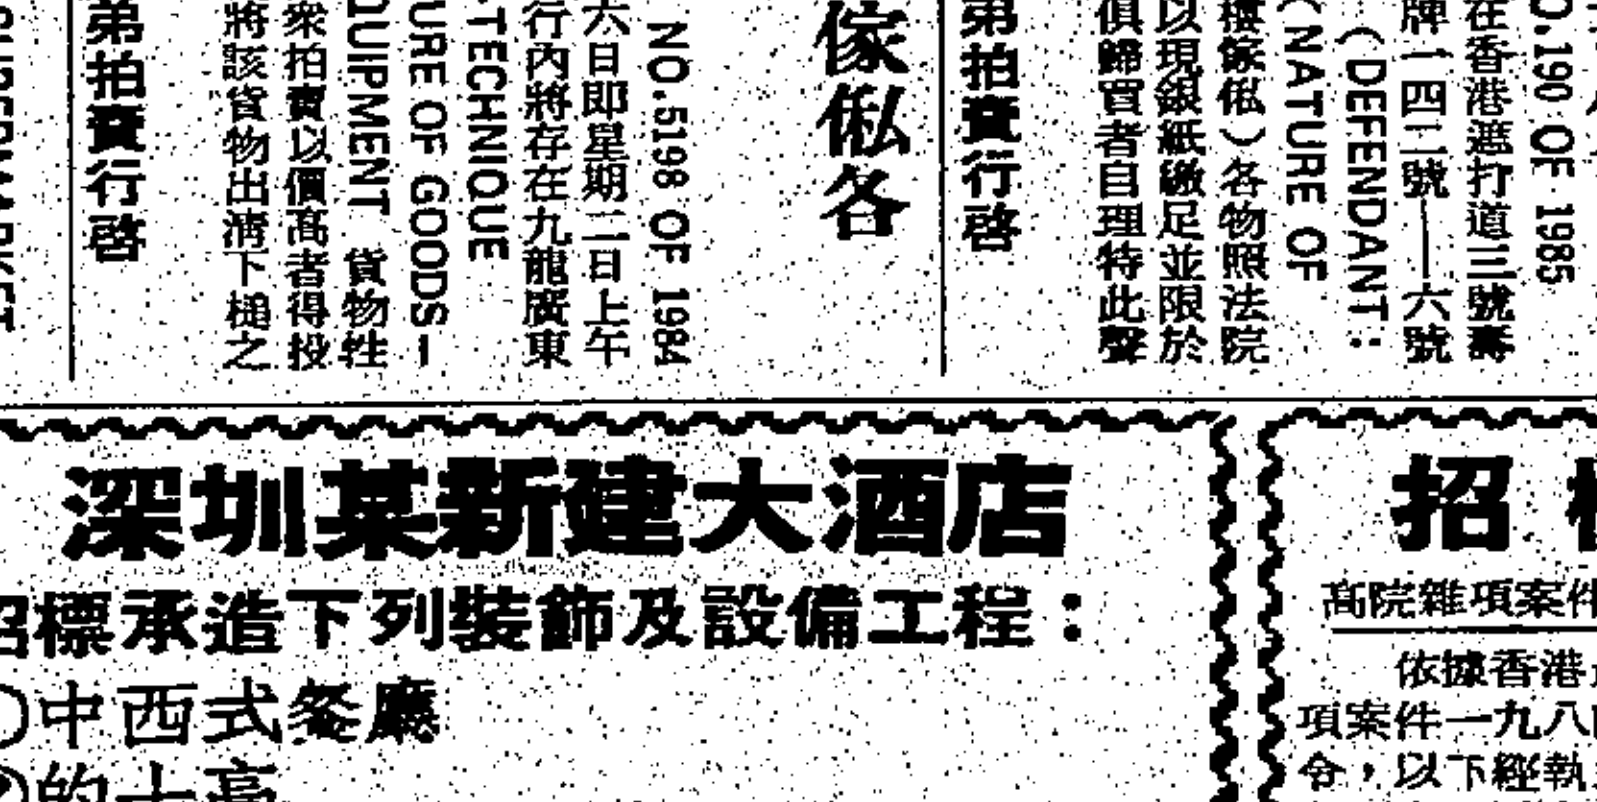 O.190 OF 1985
在香港遮打道三號壽
牌一四二號——六號
(DEFENDANT:
(NATURE OF
樓傢俬)各物照法院
以現銀紙繳足並限於
俱歸買者自理特此聲
弟拍賣行啓
傢俬各
NO.5198 OF 1984
六日即星期二日上午
行內將存在九龍廣東
TECHNIQUE
URE OF GOODS—
QUIPMENT 貨物性
衆拍賣以價高者得投
將該貨物出清下槌之
弟拍賣行啓
深圳某新建大酒店
招標承造下列裝飾及設備工程：
中西式餐廳
的士高
招
高院雜項案件
依據香港
項案件一九八
令，以下經執